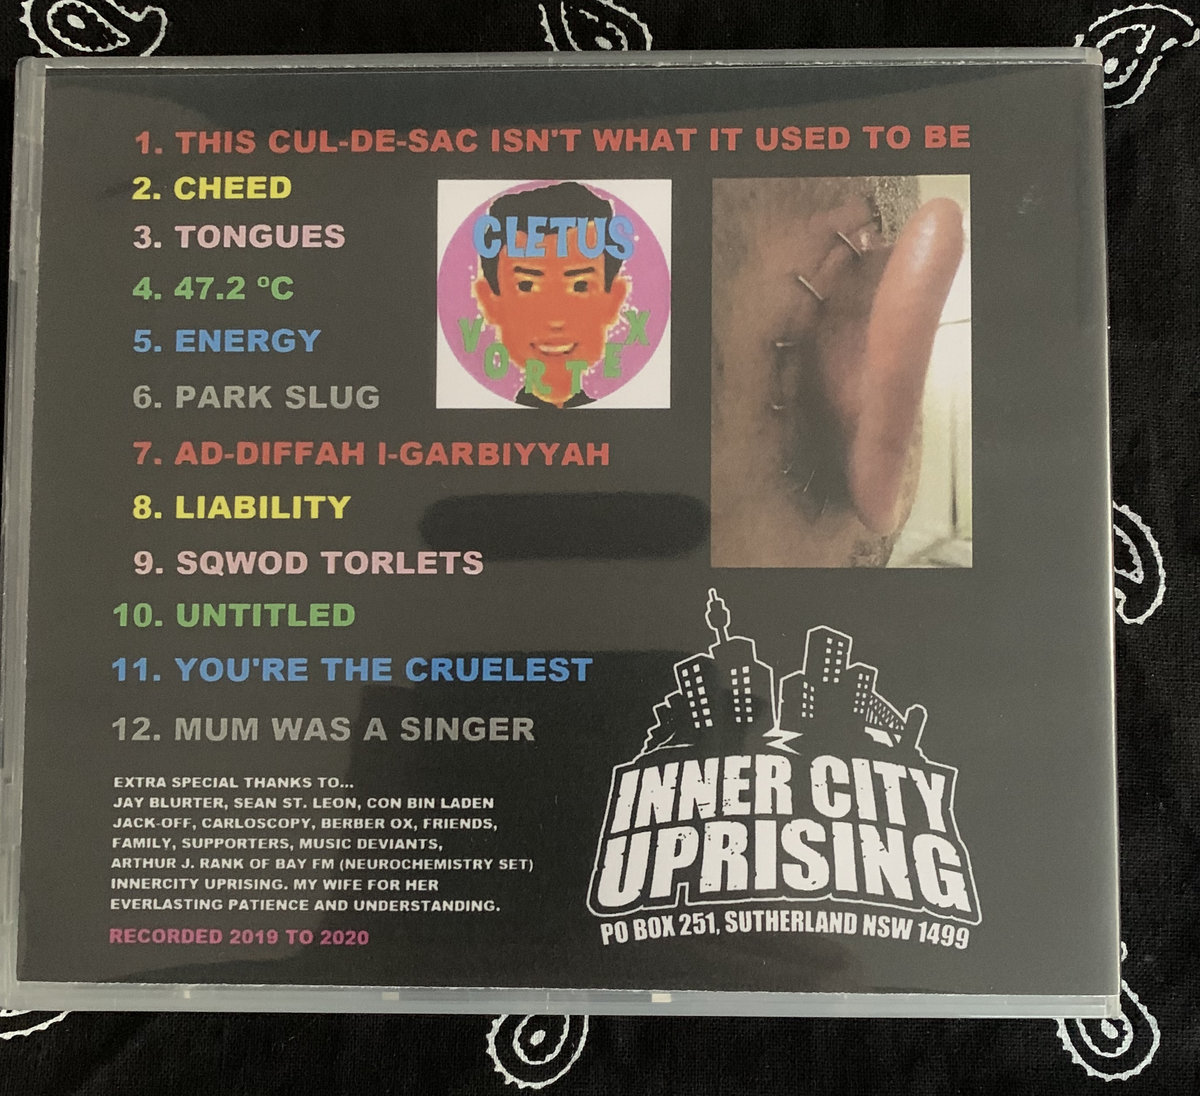 1. THIS CUL-DE-SAC ISN'T WHAT IT USED TO BE
2. CHEED
3. TONGUES
4. 47.2 ºC
5. ENERGY
6. PARK SLUG
7. AD-DIFFAH I-GARBIYYAH
8. LIABILITY
9. SQWOD TORLETS
10. UNTITLED
11. YOU'RE THE CRUELEST
12. MUM WAS A SINGER
CLETUS
VORTEX
EXTRA SPECIAL THANKS TO...
JAY BLURTER, SEAN ST. LEON, CON BIN LADEN
JACK-OFF, CARLOSCOPY, BERBER OX, FRIENDS,
FAMILY, SUPPORTERS, MUSIC DEVIANTS,
ARTHUR J. RANK OF BAY FM (NEUROCHEMISTRY SET)
INNERCITY UPRISING. MY WIFE FOR HER
EVERLASTING PATIENCE AND UNDERSTANDING.
RECORDED 2019 TO 2020
INNER CITY
UPRISING
PO BOX 251, SUTHERLAND NSW 1499